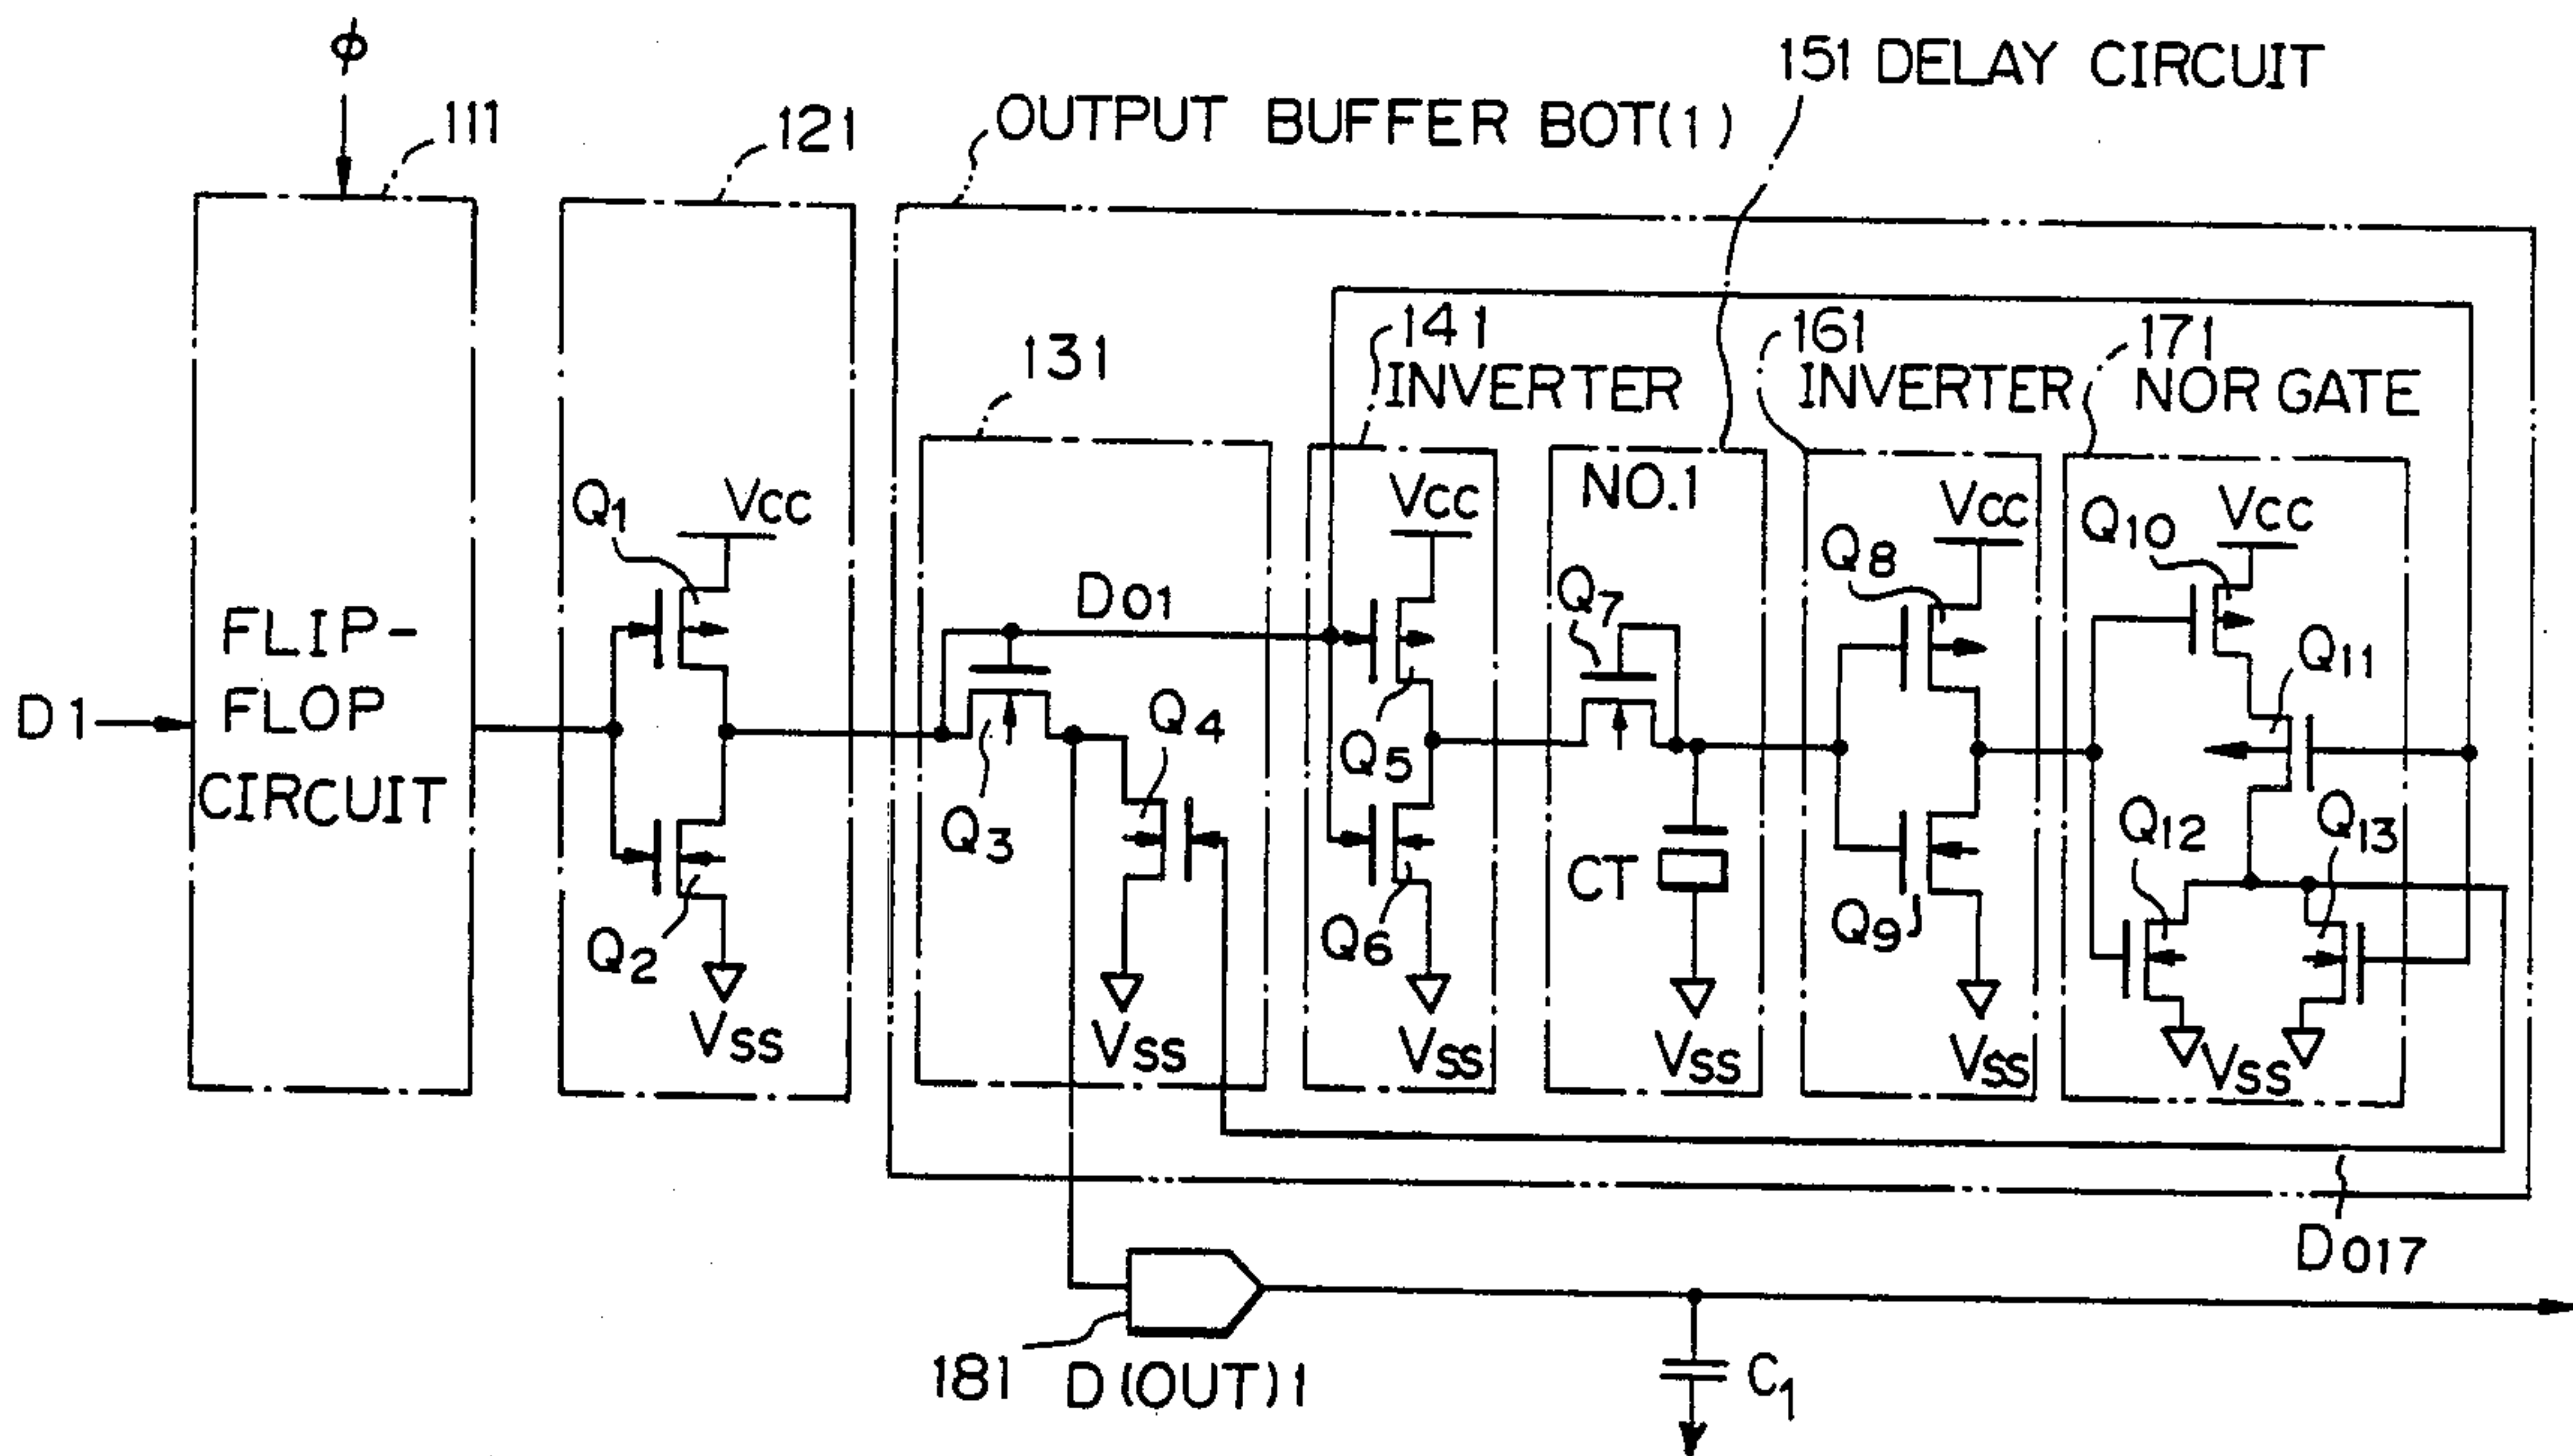 ϕ
111
121
OUTPUT BUFFER BOT(1)
151 DELAY CIRCUIT
131
141
INVERTER
161
INVERTER
171
NOR GATE
NO.1
Q1
VCC
VCC
VCC
Q10
VCC
Q8
Q7
D01
Q11
FLIP-
FLOP
CIRCUIT
D1
Q4
Q5
Q3
Q12
Q13
CT
Q2
Q6
Q9
VSS
VSS
VSS
VSS
VSS
VSS
D017
181
D(OUT)1
C1